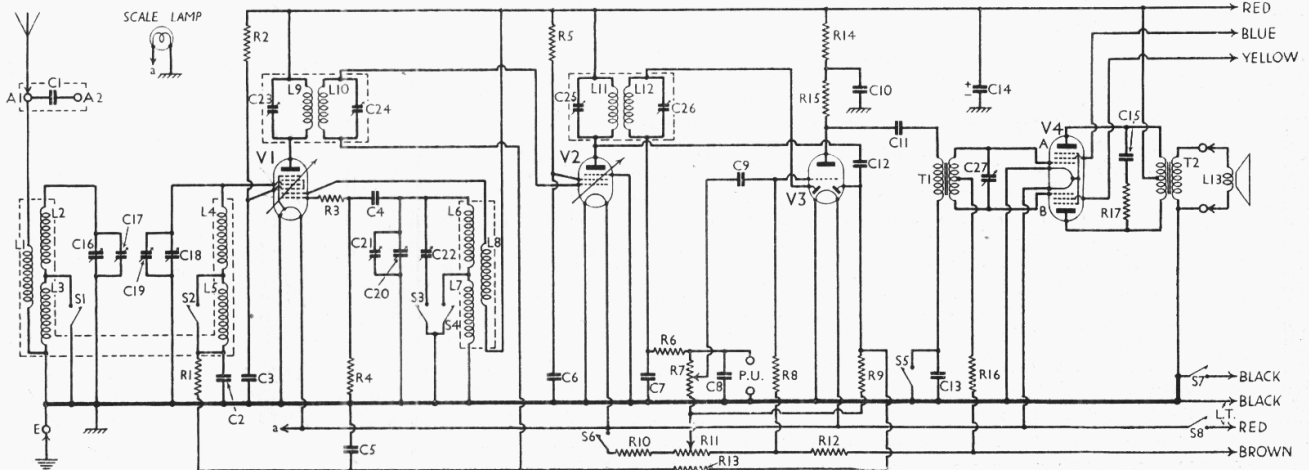 SCALE LAMP
a
A1
C1
A2
R2
C23
L9
L10
C24
V1
R5
C25
L11
L12
C26
V2
R14
R15
C10
C12
C11
V3
C9
C14
+
−
V4
A
B
C15
R17
T1
C27
T2
L13
RED
BLUE
YELLOW
L1
L2
L3
S1
C16
C17
C19
C18
L4
L5
S2
R1
C2
C3
R3
C4
R4
C5
C21
C20
C22
S3
S4
L6
L7
L8
C6
C7
R6
R7
C8
P.U.
R8
R9
S5
C13
R16
S6
R10
R11
R12
R13
E
a
S7
BLACK
BLACK
L.T.
S8
RED
BROWN